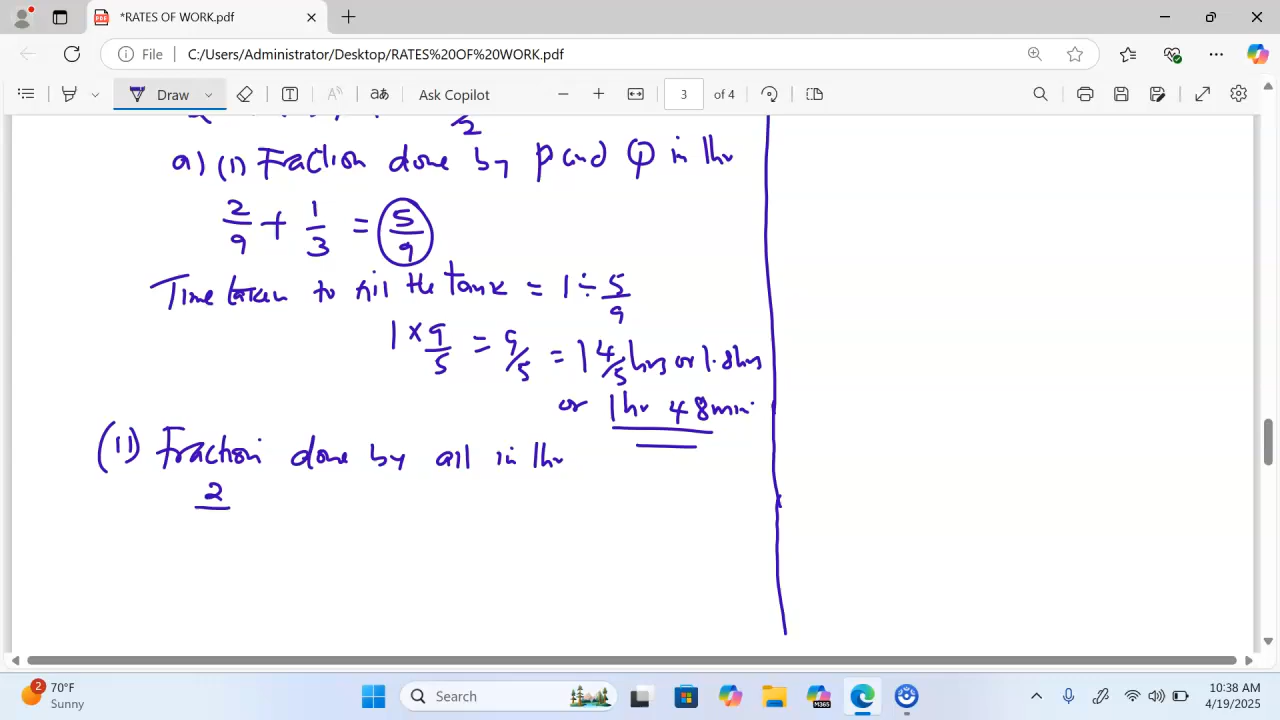 *RATES OF WORK.pdf
File C:/Users/Administrator/Desktop/RATES%20OF%20WORK.pdf
Draw Ask Copilot 3 of 4
2
a) (i) Fraction done by P and Q in 1hr
2/9 + 1/3 = 5/9
Time taken to fill the tank = 1 ÷ 5/9
1 × 9/5 = 9/5 = 1 4/5 hrs or 1.8hrs
or 1hr 48min
(ii) Fraction done by all in 1hr
2
2 70°F
Sunny
Search
M365
10:38 AM
4/19/2025